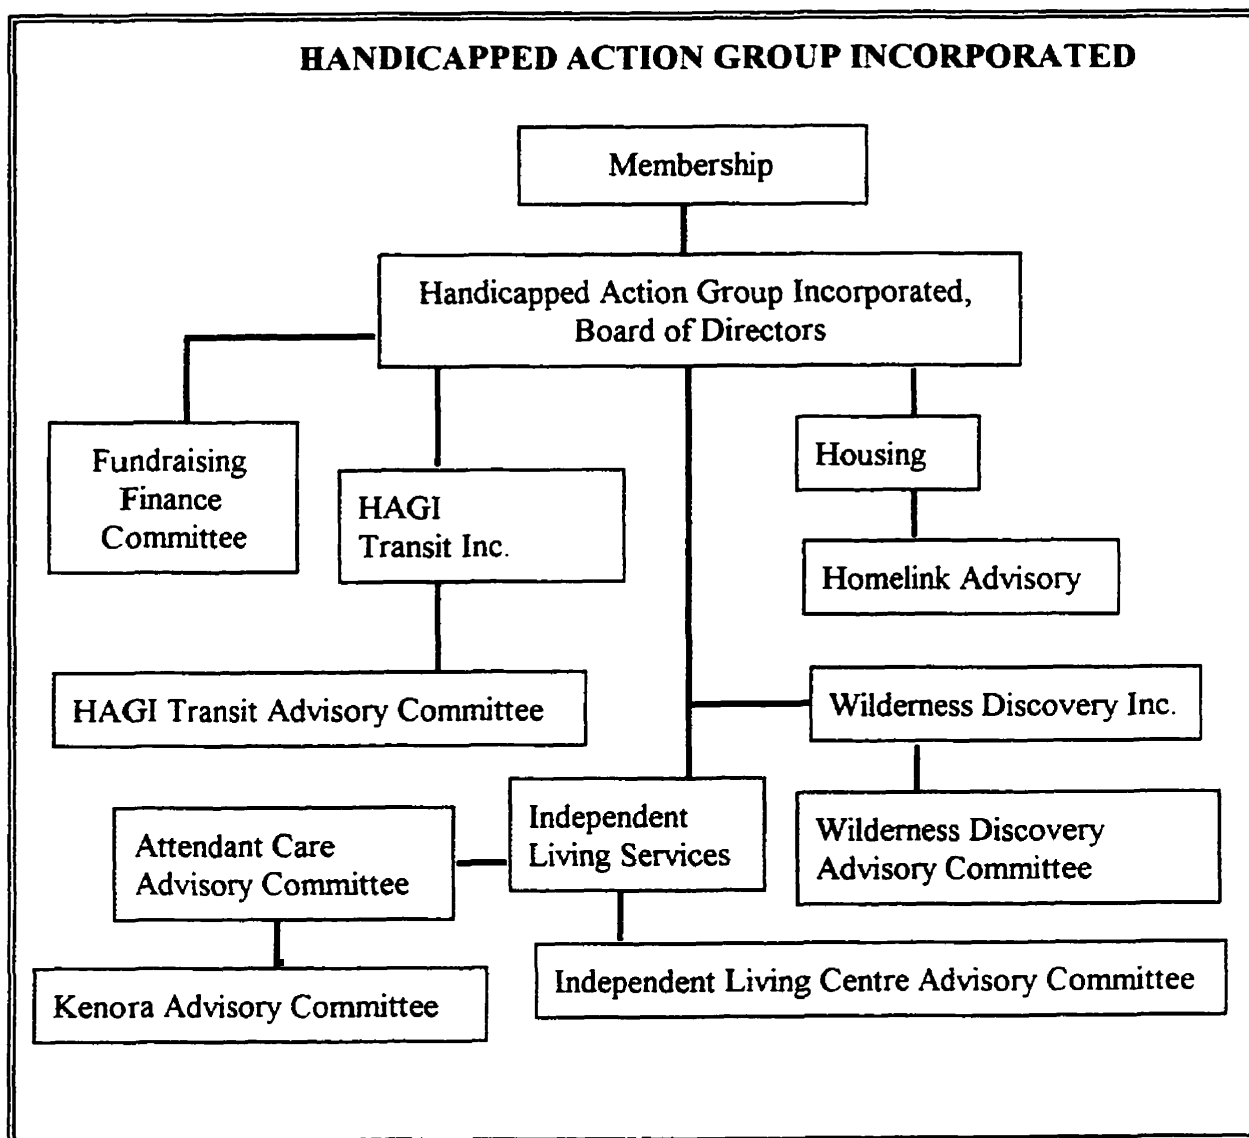 HANDICAPPED ACTION GROUP INCORPORATED
Membership
Handicapped Action Group Incorporated,
Board of Directors
Fundraising
Finance
Committee
HAGI
Transit Inc.
Housing
Homelink Advisory
HAGI Transit Advisory Committee
Wilderness Discovery Inc.
Independent
Living Services
Wilderness Discovery
Advisory Committee
Attendant Care
Advisory Committee
Independent Living Centre Advisory Committee
Kenora Advisory Committee